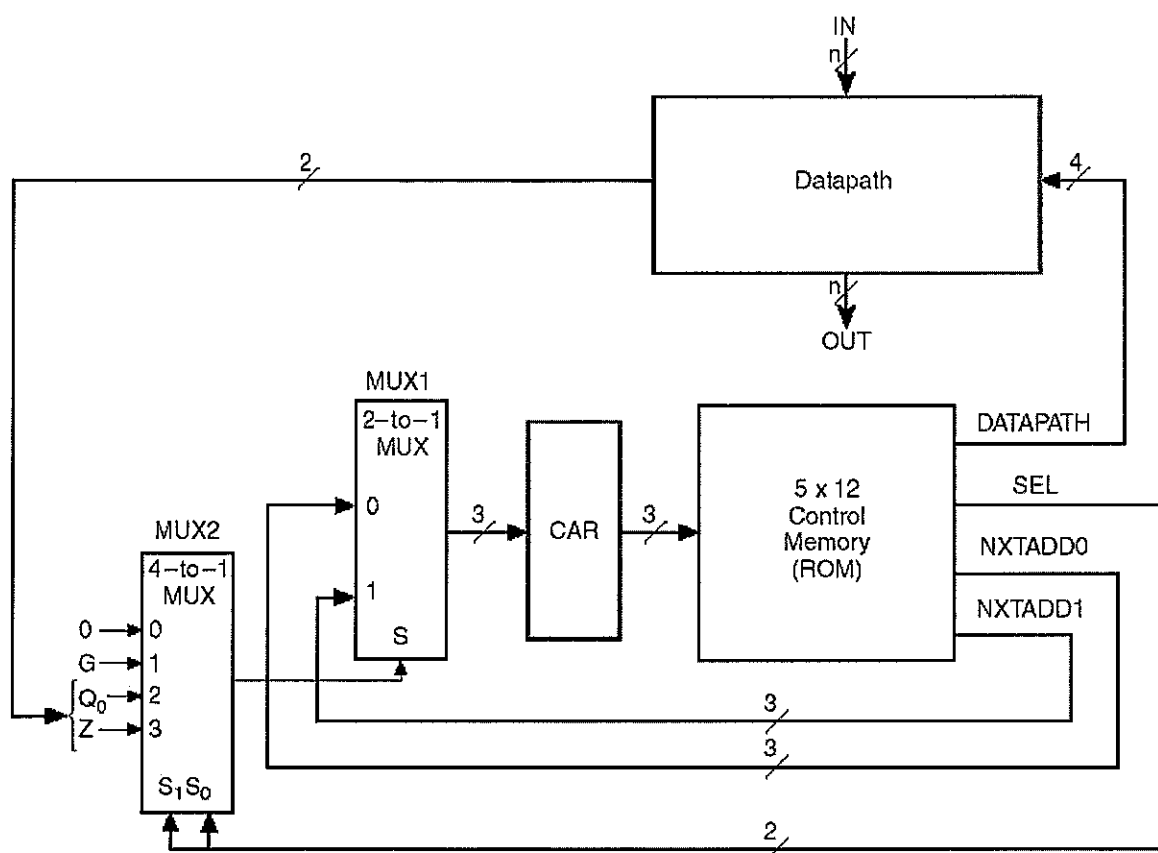 IN
n
2
Datapath
4
n
OUT
MUX1
2-to-1
MUX
0
1
S
3
CAR
3
5 x 12
Control
Memory
(ROM)
DATAPATH
SEL
NXTADD0
NXTADD1
MUX2
4-to-1
MUX
0 0
G 1
Q0 2
Z 3
S1S0
3
3
2